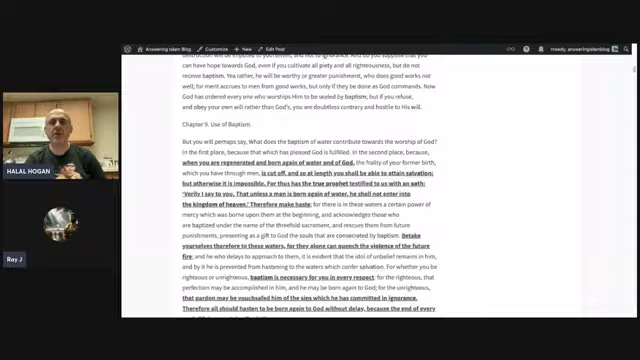 Answering Islam Blog Customize New Edit Post Howdy, answeringislamblog
destruction will be imputed to yourselves, and not to ignorance. And do you suppose that you
can have hope towards God, even if you cultivate all piety and all righteousness, but do not
receive baptism. Yea rather, he will be worthy or greater punishment, who does good works not
well; for merit accrues to men from good works, but only if they be done as God commands. Now
God has ordered every one who worships Him to be sealed by baptism; but if you refuse,
and obey your own will rather than God's, you are doubtless contrary and hostile to His will.
Chapter 9. Use of Baptism.
But you will perhaps say, What does the baptism of water contribute towards the worship of God?
In the first place, because that which has pleased God is fulfilled. In the second place, because,
when you are regenerated and born again of water and of God, the frailty of your former birth,
which you have through men, is cut off, and so at length you shall be able to attain salvation;
but otherwise it is impossible. For thus has the true prophet testified to us with an oath:
'Verily I say to you, That unless a man is born again of water, he shall not enter into
the kingdom of heaven.' Therefore make haste; for there is in these waters a certain power of
mercy which was borne upon them at the beginning, and acknowledges those who
are baptized under the name of the threefold sacrament, and rescues them from future
punishments, presenting as a gift to God the souls that are consecrated by baptism. Betake
yourselves therefore to these waters, for they alone can quench the violence of the future
fire; and he who delays to approach to them, it is evident that the idol of unbelief remains in him,
and by it he is prevented from hastening to the waters which confer salvation. For whether you be
righteous or unrighteous, baptism is necessary for you in every respect: for the righteous, that
perfection may be accomplished in him, and he may be born again to God; for the unrighteous,
that pardon may be vouchsafed him of the sins which he has committed in ignorance.
Therefore all should hasten to be born again to God without delay, because the end of every
HALAL HOGAN
Ray J